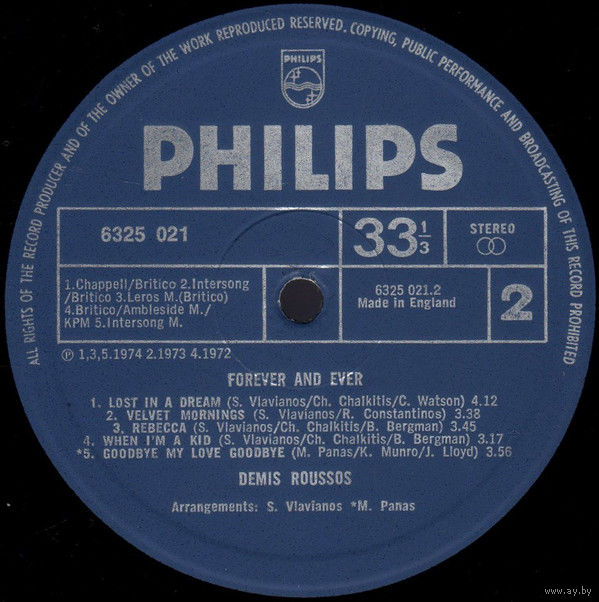 ALL RIGHTS OF THE RECORD PRODUCER AND OF THE OWNER OF THE WORK REPRODUCED RESERVED. COPYING, PUBLIC PERFORMANCE AND BROADCASTING OF THIS RECORD PROHIBITED
PHILIPS
PHILIPS
6325 021
33 1/3
STEREO
1.Chappell/Britico 2.Intersong
/Britico 3.Leros M.(Britico)
4.Britico/Ambleside M./
KPM 5.Intersong M.
6325 021.2
Made in England
2
℗ 1,3,5.1974 2.1973 4.1972
FOREVER AND EVER
1. LOST IN A DREAM (S. Vlavianos/Ch. Chalkitis/C. Watson) 4.12
2. VELVET MORNINGS (S. Vlavianos/R. Constantinos) 3.38
3. REBECCA (S. Vlavianos/Ch. Chalkitis/B. Bergman) 3.45
4. WHEN I'M A KID (S. Vlavianos/Ch. Chalkitis/B. Bergman) 3.17
*5. GOODBYE MY LOVE GOODBYE (M. Panas/K. Munro/J. Lloyd) 3.56
DEMIS ROUSSOS
Arrangements: S. Vlavianos *M. Panas
www.ay.by